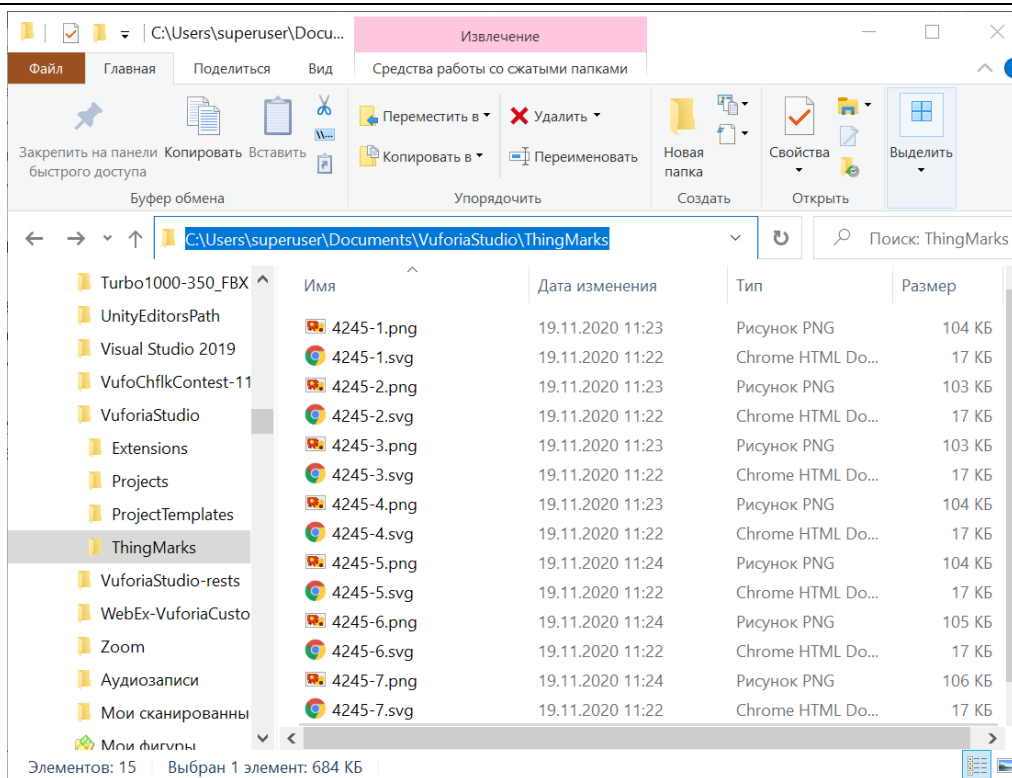 C:\Users\superuser\Docu...
Извлечение
Файл Главная Поделиться Вид Средства работы со сжатыми папками
Закрепить на панели быстрого доступа
Копировать
Вставить
Буфер обмена
Переместить в
Копировать в
Удалить
Переименовать
Упорядочить
Новая
папка
Создать
Свойства
Открыть
Выделить
C:\Users\superuser\Documents\VuforiaStudio\ThingMarks
Поиск: ThingMarks
Turbo1000-350_FBX
UnityEditorsPath
Visual Studio 2019
VufoChflkContest-11
VuforiaStudio
Extensions
Projects
ProjectTemplates
ThingMarks
VuforiaStudio-rests
WebEx-VuforiaCusto
Zoom
Аудиозаписи
Мои сканированны
Мои фигуры
Имя Дата изменения Тип Размер
4245-1.png 19.11.2020 11:23 Рисунок PNG 104 КБ
4245-1.svg 19.11.2020 11:22 Chrome HTML Do... 17 КБ
4245-2.png 19.11.2020 11:23 Рисунок PNG 103 КБ
4245-2.svg 19.11.2020 11:22 Chrome HTML Do... 17 КБ
4245-3.png 19.11.2020 11:23 Рисунок PNG 103 КБ
4245-3.svg 19.11.2020 11:22 Chrome HTML Do... 17 КБ
4245-4.png 19.11.2020 11:23 Рисунок PNG 104 КБ
4245-4.svg 19.11.2020 11:22 Chrome HTML Do... 17 КБ
4245-5.png 19.11.2020 11:24 Рисунок PNG 104 КБ
4245-5.svg 19.11.2020 11:22 Chrome HTML Do... 17 КБ
4245-6.png 19.11.2020 11:24 Рисунок PNG 105 КБ
4245-6.svg 19.11.2020 11:22 Chrome HTML Do... 17 КБ
4245-7.png 19.11.2020 11:24 Рисунок PNG 106 КБ
4245-7.svg 19.11.2020 11:22 Chrome HTML Do... 17 КБ
Элементов: 15 Выбран 1 элемент: 684 КБ